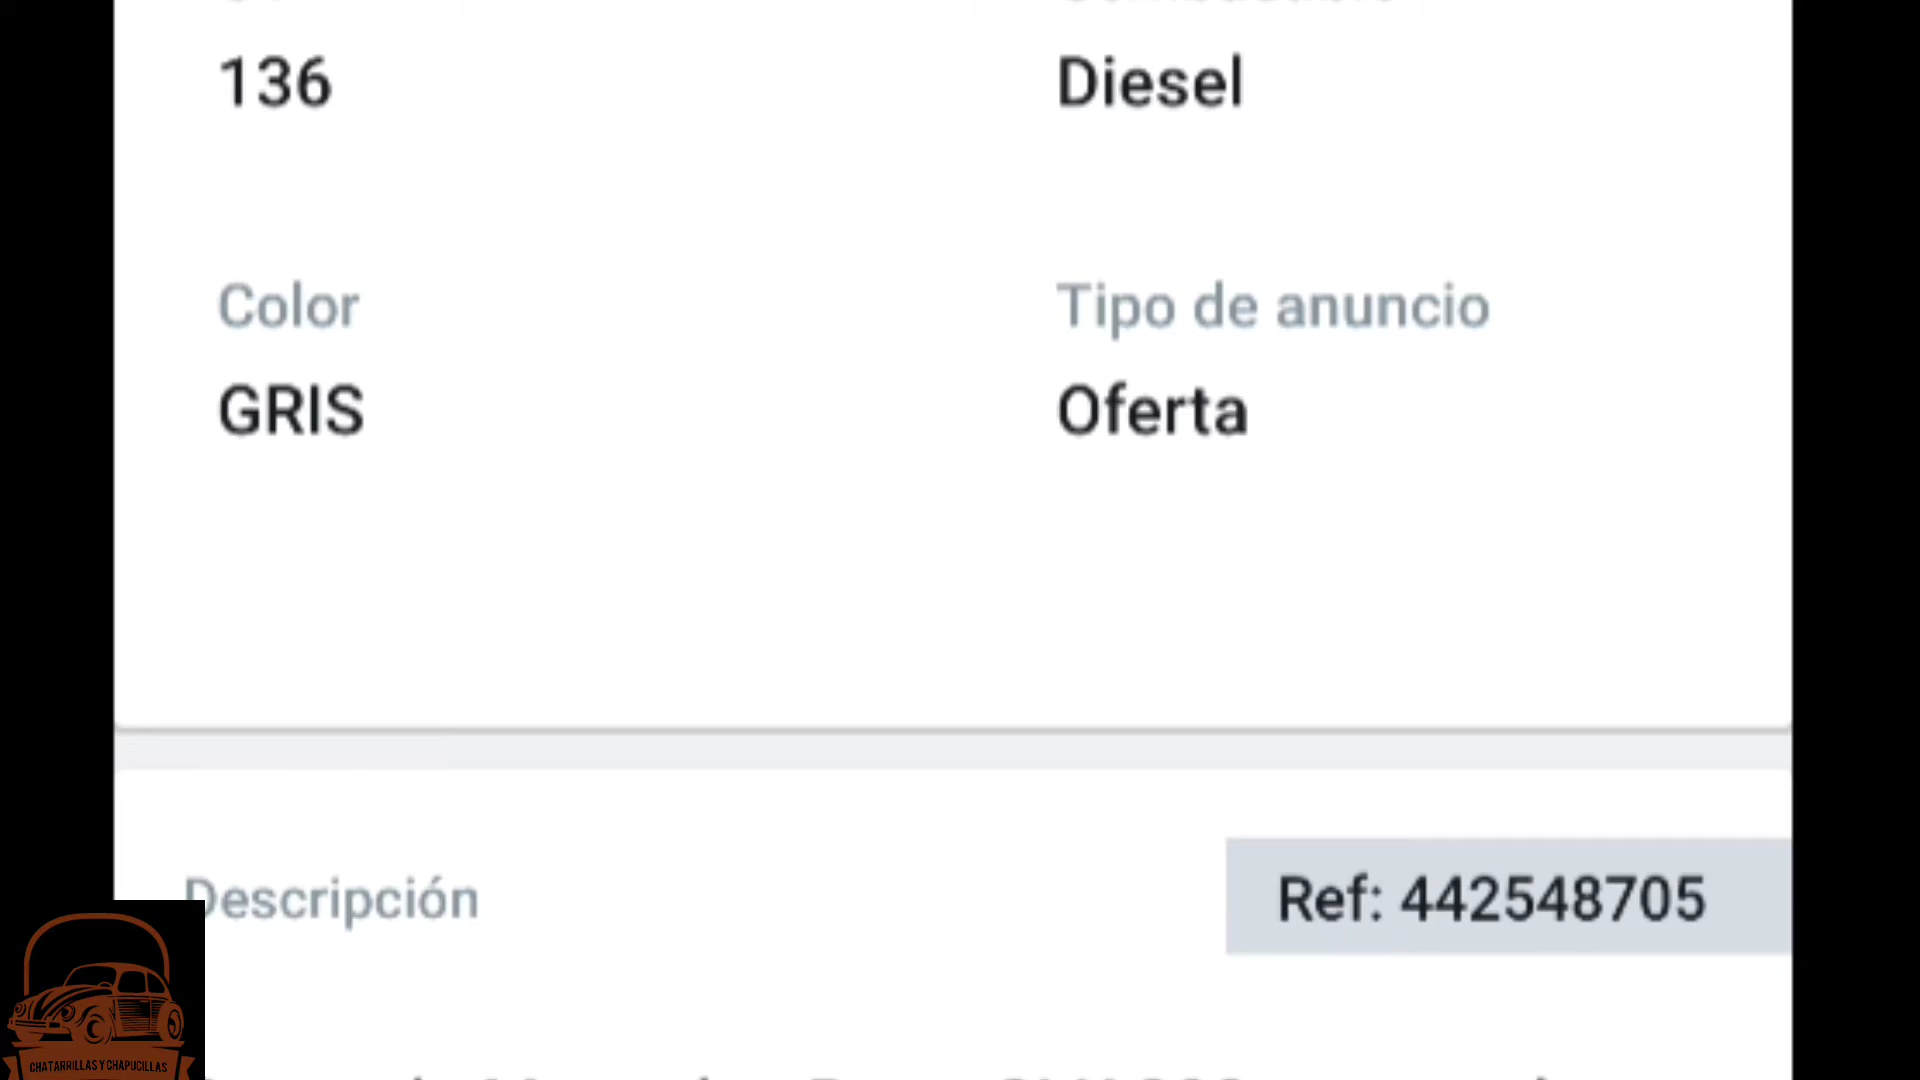 136
Diesel
Color
Tipo de anuncio
GRIS
Oferta
Descripción
Ref: 442548705
CHATARRILLAS Y CHAPUCILLAS